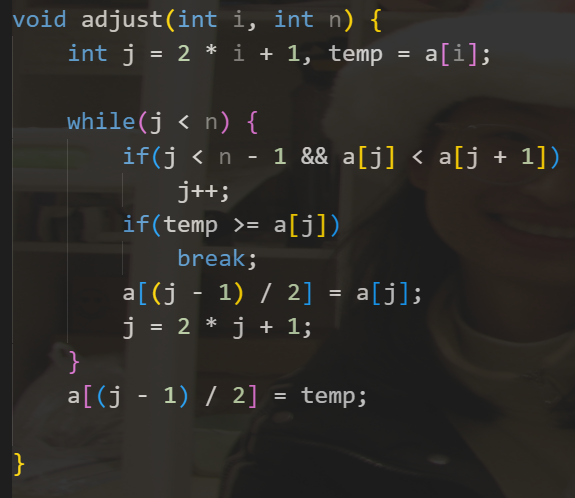 void adjust(int i, int n) {
    int j = 2 * i + 1, temp = a[i];

    while(j < n) {
        if(j < n - 1 && a[j] < a[j + 1])
            j++;
        if(temp >= a[j])
            break;
        a[(j - 1) / 2] = a[j];
        j = 2 * j + 1;
    }
    a[(j - 1) / 2] = temp;

}